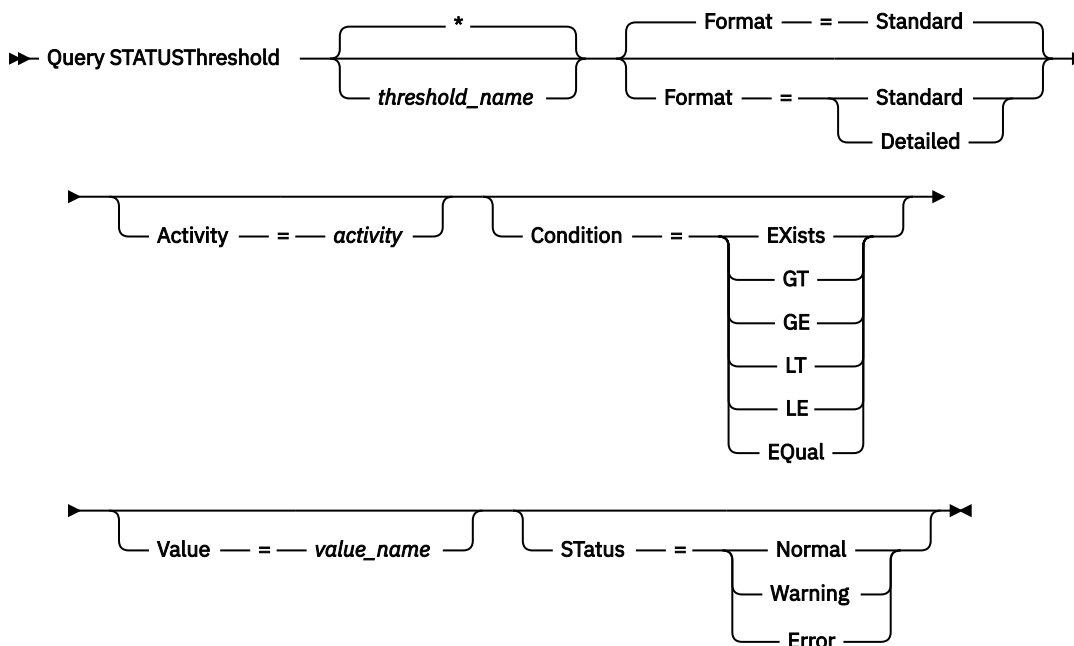 *
Format = Standard
Query STATUSThreshold
threshold_name
Format = Standard
Detailed
Activity = activity
Condition = EXists
GT
GE
LT
LE
EQual
Value = value_name
STatus = Normal
Warning
Error